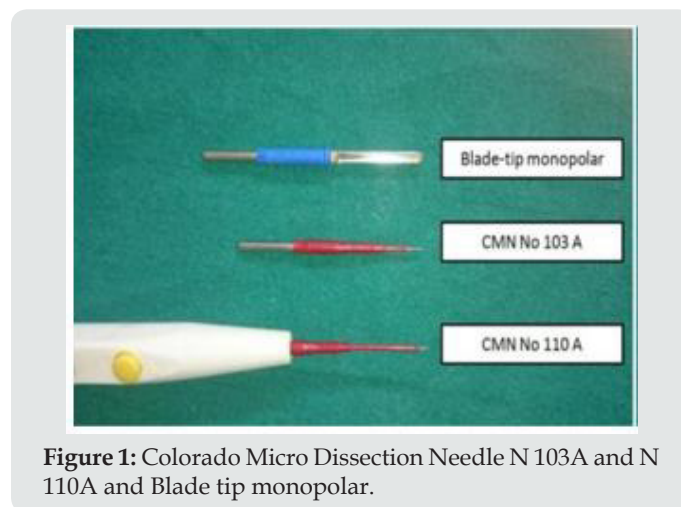 Blade-tip monopolar
CMN No 103 A
CMN No 110 A
Figure 1: Colorado Micro Dissection Needle N 103A and N
110A and Blade tip monopolar.